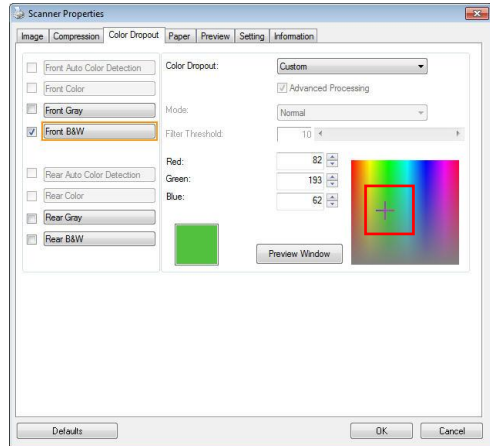 Scanner Properties
Image Compression Color Dropout Paper Preview Setting Information
Front Auto Color Detection
Front Color
Front Gray
Front B&W
Rear Auto Color Detection
Rear Color
Rear Gray
Rear B&W
Color Dropout: Custom
Advanced Processing
Mode: Normal
Filter Threshold: 10
Red: 82
Green: 193
Blue: 62
Preview Window
Defaults OK Cancel